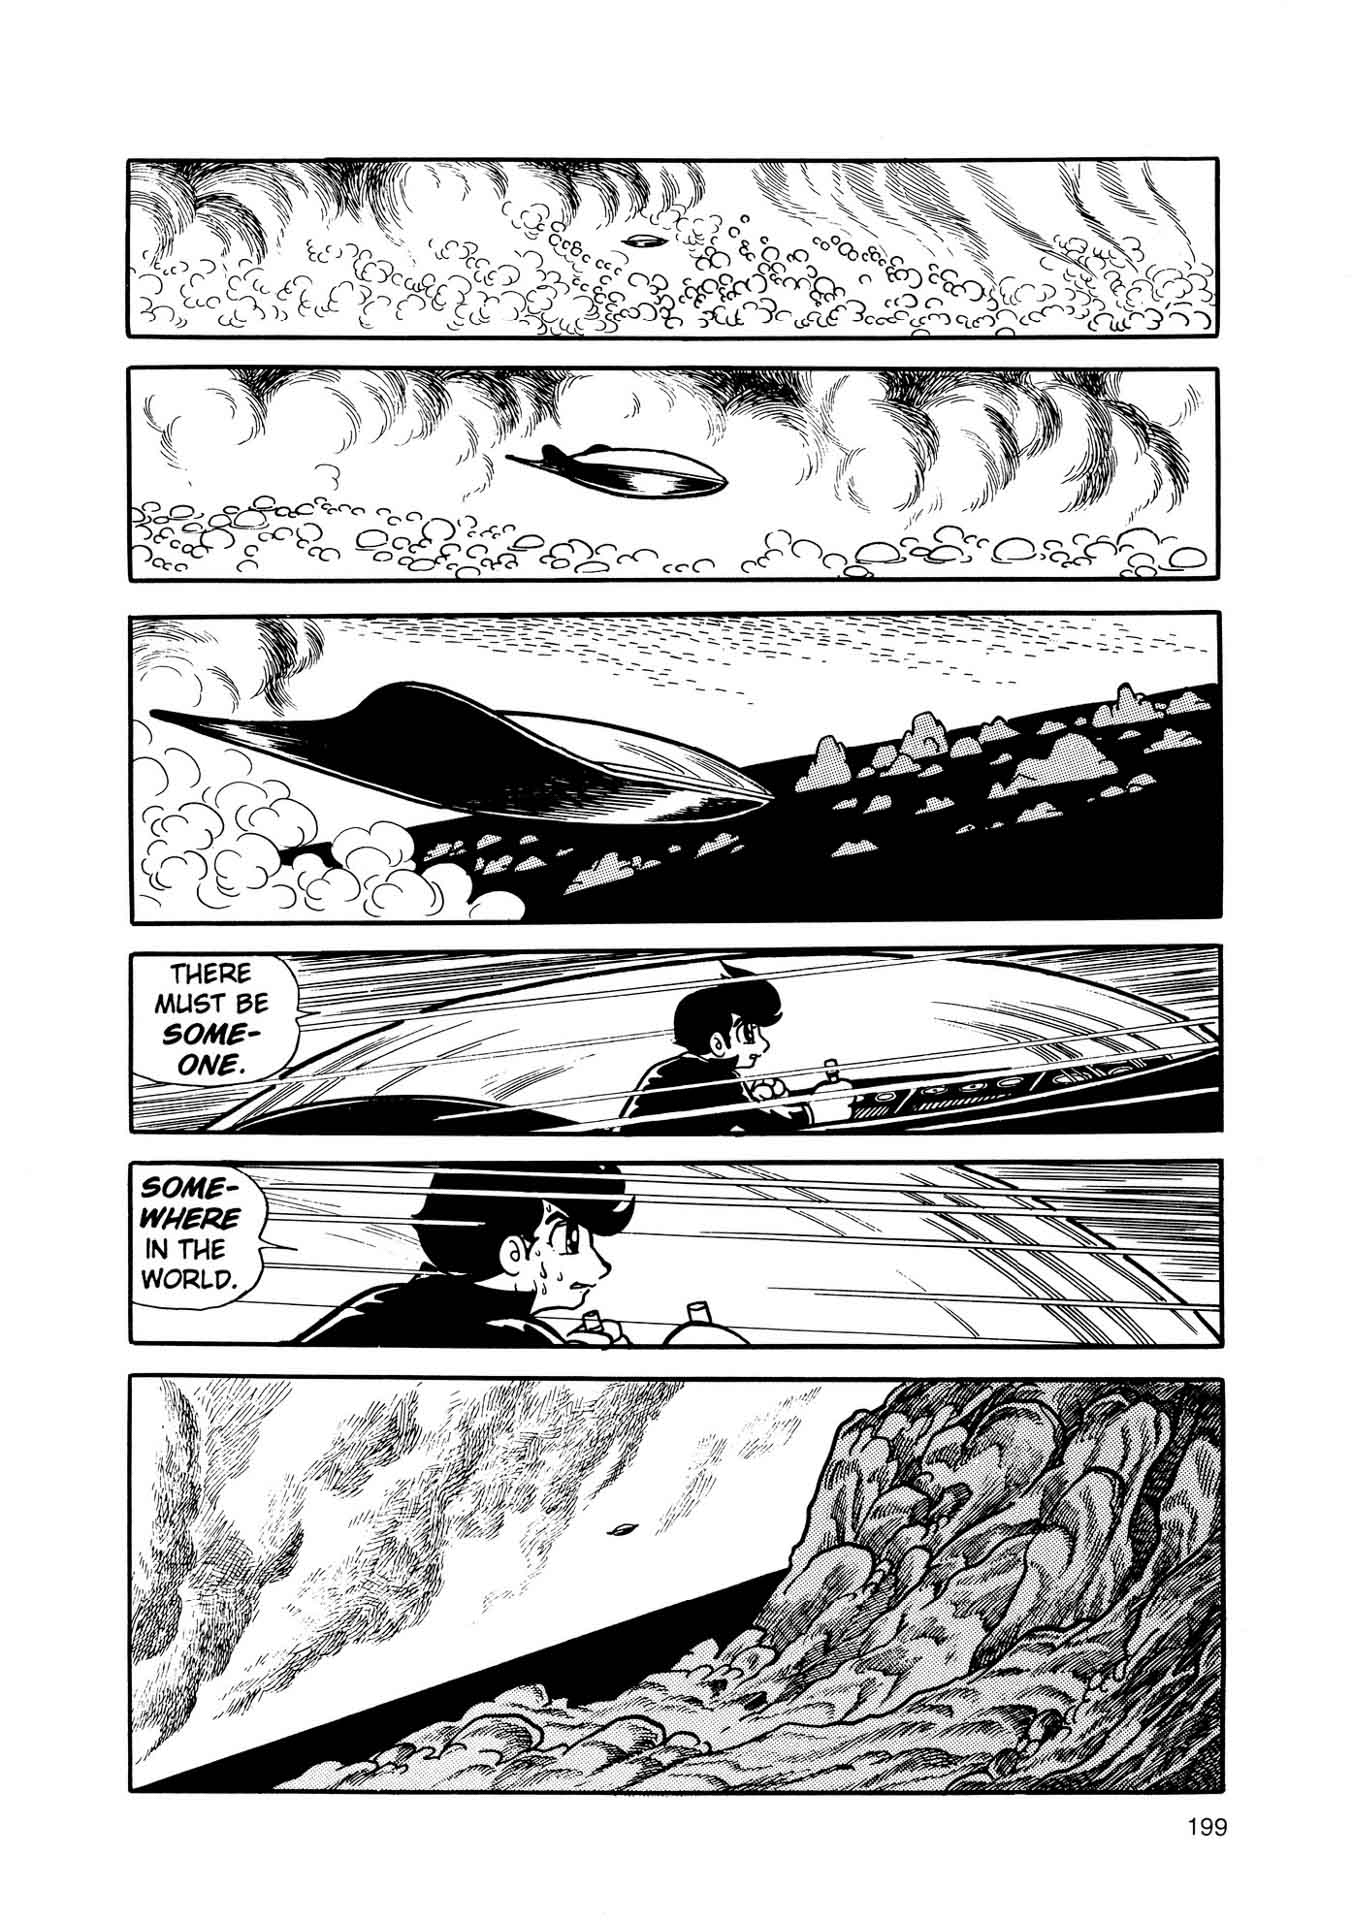 THERE
MUST BE
SOME-
ONE.
SOME-
WHERE
IN THE
WORLD.
199